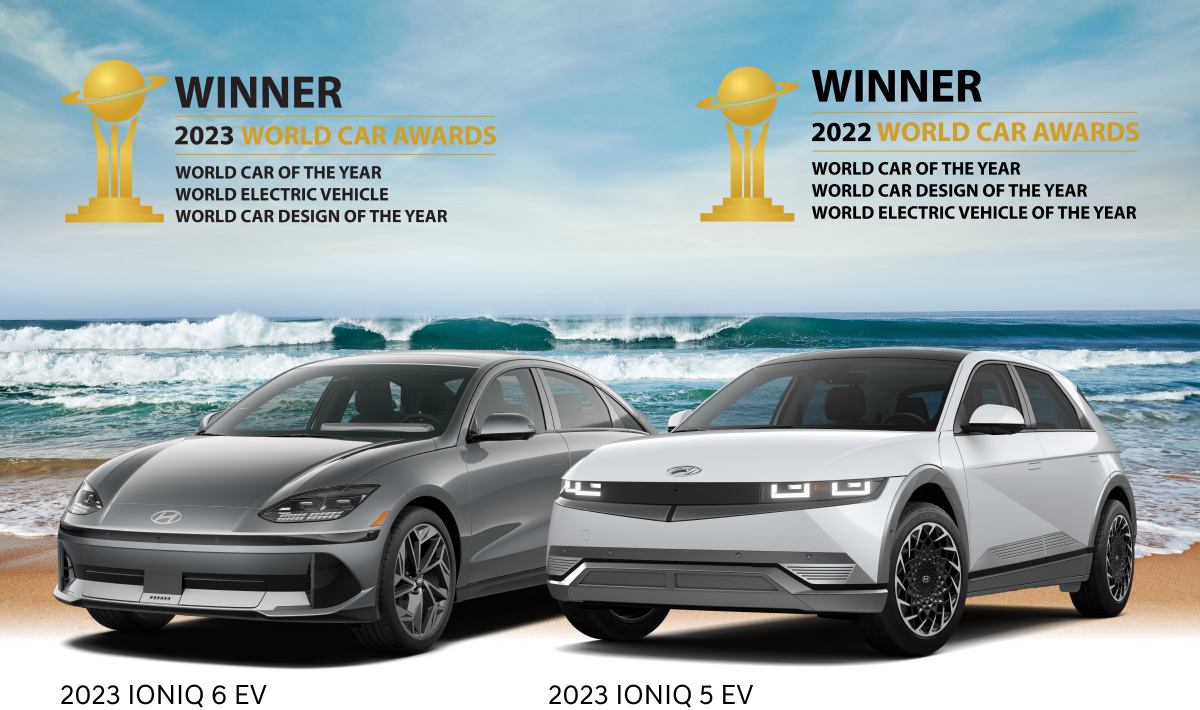 WINNER
2023 WORLD CAR AWARDS
WORLD CAR OF THE YEAR
WORLD ELECTRIC VEHICLE
WORLD CAR DESIGN OF THE YEAR
WINNER
2022 WORLD CAR AWARDS
WORLD CAR OF THE YEAR
WORLD CAR DESIGN OF THE YEAR
WORLD ELECTRIC VEHICLE OF THE YEAR
2023 IONIQ 6 EV
2023 IONIQ 5 EV